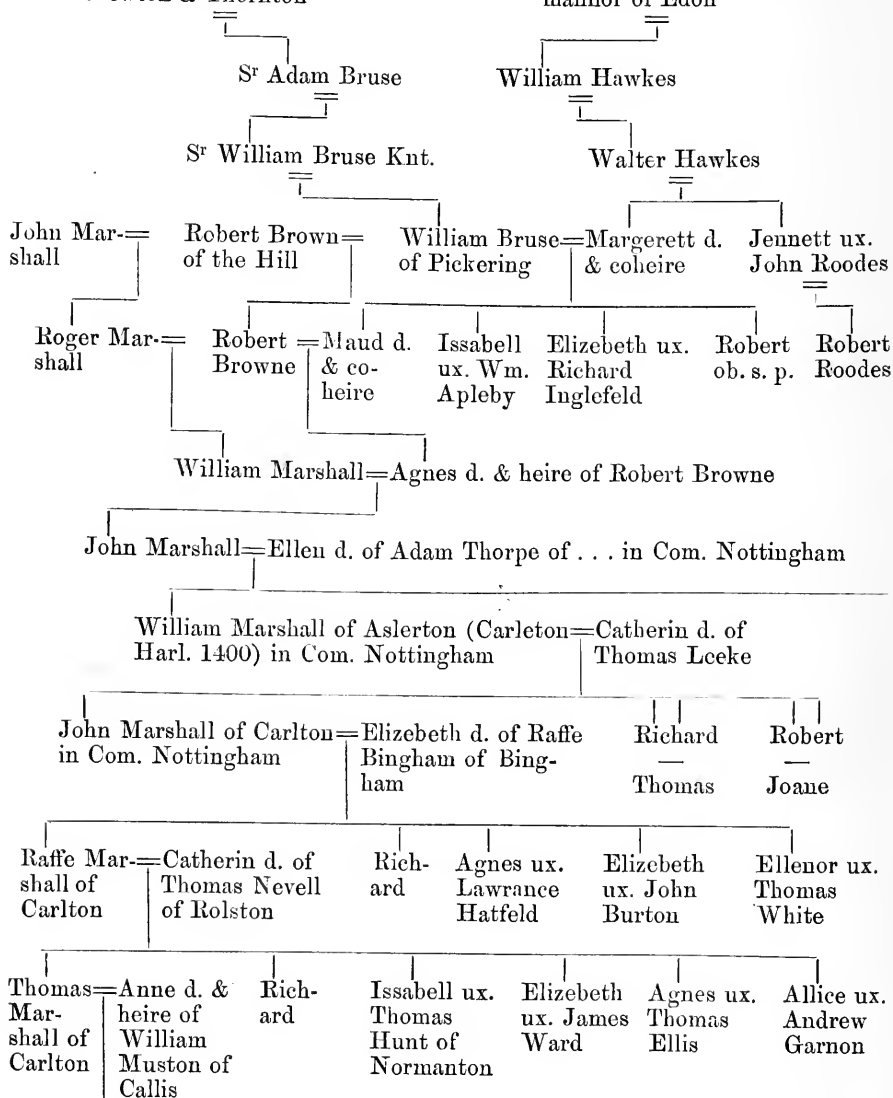 & Thornton
mannor of Edon
Sr Adam Bruse
William Hawkes
Sr William Bruse Knt.
Walter Hawkes
John Mar-=
shall
Robert Brown=
of the Hill
William Bruse=Margerett d.
of Pickering
& coheire
Jennett ux.
John Roodes
Roger Mar-=
shall
Robert =Maud d.
Browne
& co-
heire
Issabell
ux. Wm.
Apleby
Elizebeth ux.
Richard
Inglefeld
Robert
ob. s. p.
Robert
Roodes
William Marshall=Agnes d. & heire of Robert Browne
John Marshall=Ellen d. of Adam Thorpe of . . . in Com. Nottingham
William Marshall of Aslerton (Carleton=Catherin d. of
Harl. 1400) in Com. Nottingham
Thomas Leeke
John Marshall of Carlton=Elizebeth d. of Raffe
in Com. Nottingham
Bingham of Bing-
ham
Richard
—
Thomas
Robert
—
Joane
Raffe Mar-=Catherin d. of
shall of
Carlton
Thomas Nevell
of Rolston
Rich-
ard
Agnes ux.
Lawrance
Hatfeld
Elizebeth
ux. John
Burton
Ellenor ux.
Thomas
White
Thomas=Anne d. &
Mar-
shall of
Carlton
heire of
William
Muston of
Callis
Rich-
ard
Issabell ux.
Thomas
Hunt of
Normanton
Elizebeth
ux. James
Ward
Agnes ux.
Thomas
Ellis
Allice ux.
Andrew
Garnon